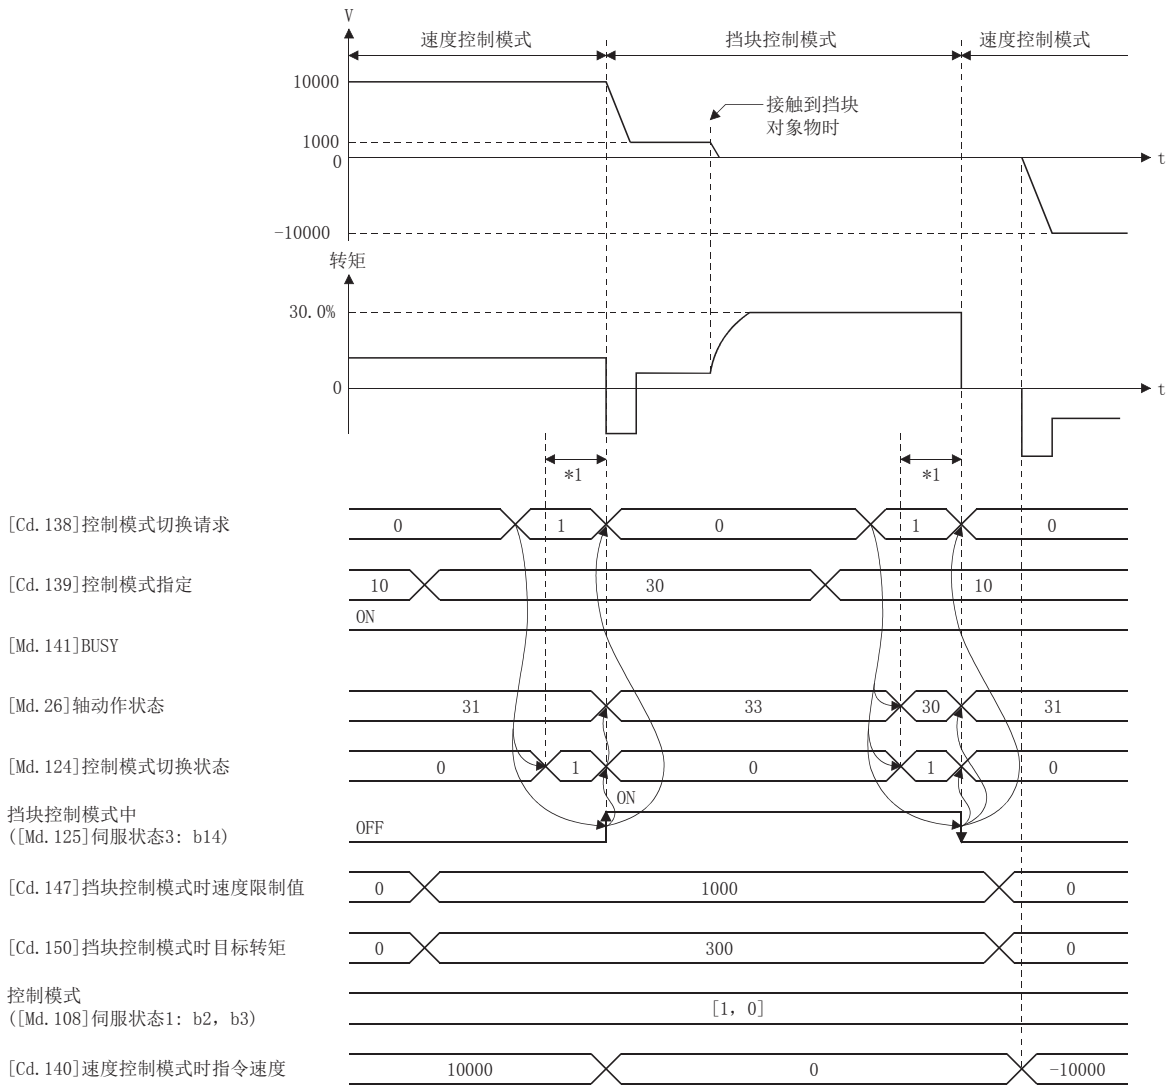 V
速度控制模式
挡块控制模式
速度控制模式
10000
接触到挡块
对象物时
1000
0
t
-10000
转矩
30.0%
0
t
*1
*1
[Cd.138]控制模式切换请求
0
1
0
1
0
[Cd.139]控制模式指定
10
30
10
ON
[Md.141]BUSY
[Md.26]轴动作状态
31
33
30
31
[Md.124]控制模式切换状态
0
1
0
1
0
ON
挡块控制模式中
([Md.125]伺服状态3: b14)
OFF
[Cd.147]挡块控制模式时速度限制值
0
1000
0
[Cd.150]挡块控制模式时目标转矩
0
300
0
控制模式
([Md.108]伺服状态1: b2, b3)
[1, 0]
[Cd.140]速度控制模式时指令速度
10000
0
-10000